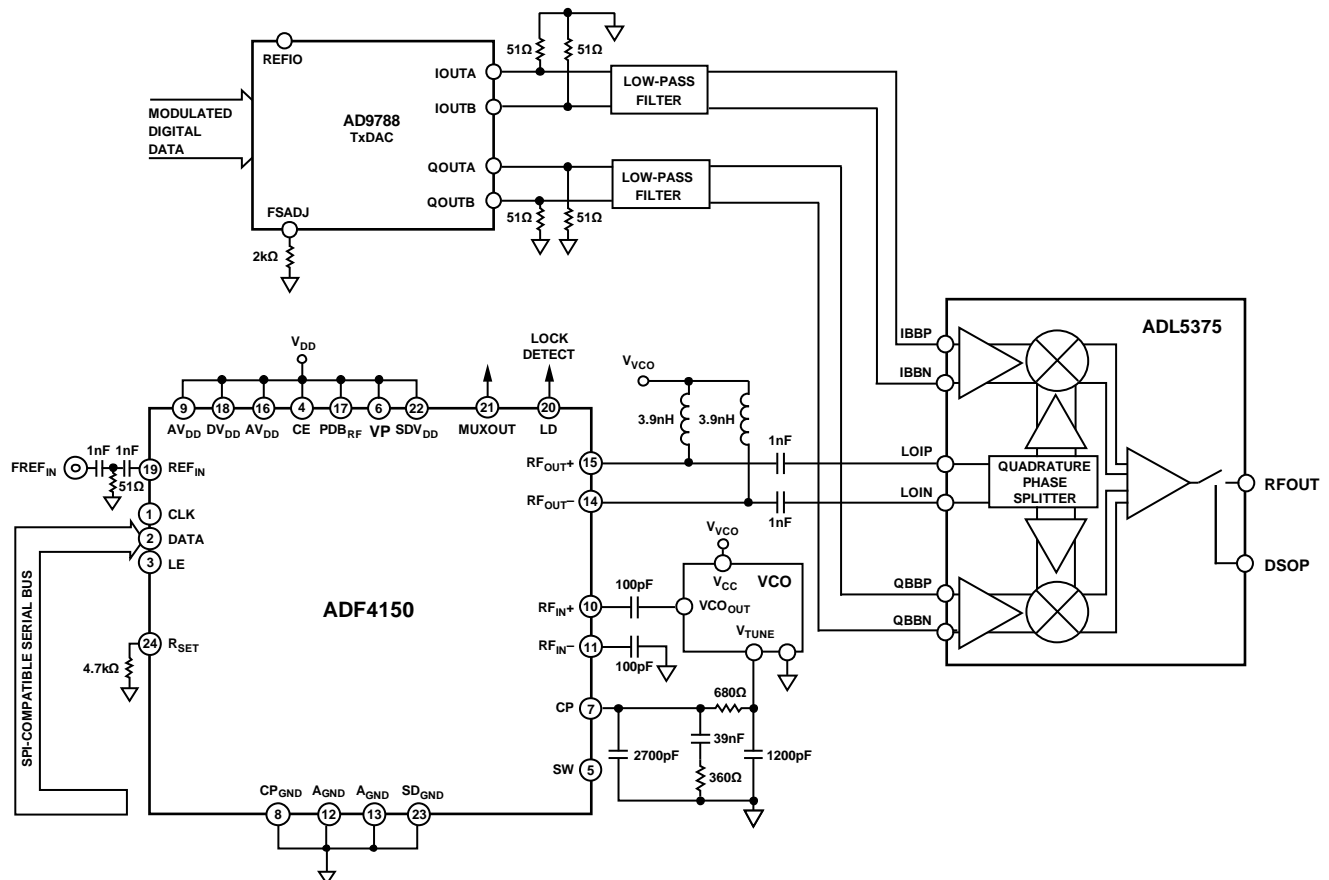 REFIO
MODULATED
DIGITAL
DATA
AD9788
TxDAC
IOUTA
IOUTB
QOUTA
QOUTB
FSADJ
2kΩ
51Ω
51Ω
51Ω
51Ω
LOW-PASS
FILTER
LOW-PASS
FILTER
VDD
LOCK
DETECT
9
18
16
4
17
6
22
21
20
AVDD
DVDD
AVDD
CE
PDBRF
VP
SDVDD
MUXOUT
LD
FREFIN
1nF
1nF
51Ω
19
REFIN
1
CLK
2
DATA
3
LE
SPI-COMPATIBLE SERIAL BUS
24
RSET
4.7kΩ
ADF4150
RFOUT+
15
RFOUT−
14
RFIN+
10
RFIN−
11
CP
7
SW
5
CPGND
AGND
AGND
SDGND
8
12
13
23
VVCO
3.9nH
3.9nH
1nF
1nF
VVCO
VCC
VCO
VCOOUT
VTUNE
100pF
100pF
680Ω
2700pF
39nF
360Ω
1200pF
ADL5375
IBBP
IBBN
LOIP
LOIN
QUADRATURE
PHASE
SPLITTER
QBBP
QBBN
RFOUT
DSOP